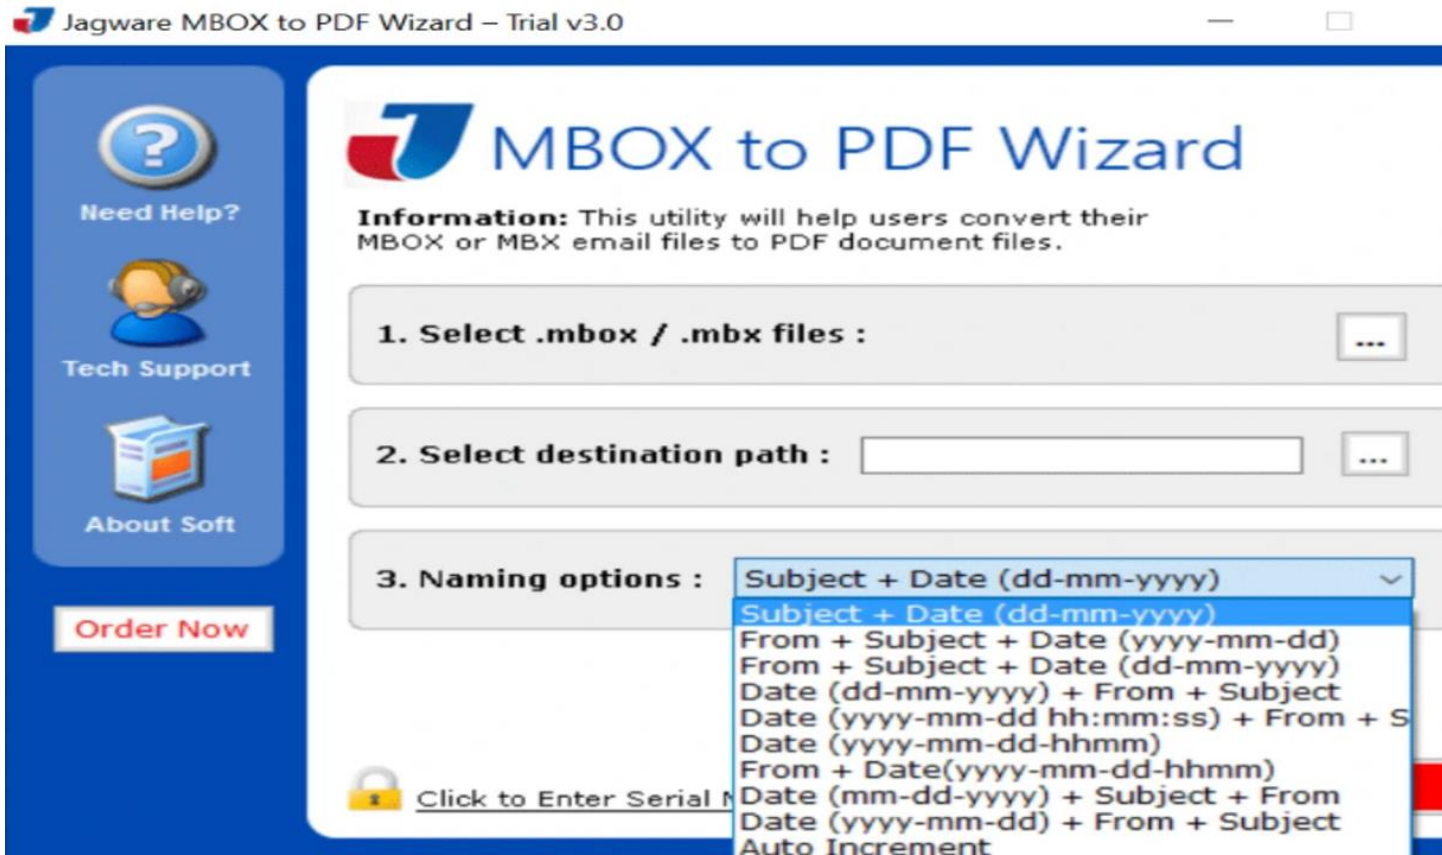 Jagware MBOX to PDF Wizard – Trial v3.0
Need Help?
Tech Support
About Soft
Order Now
MBOX to PDF Wizard
Information: This utility will help users convert their
MBOX or MBX email files to PDF document files.
1. Select .mbox / .mbx files :
...
2. Select destination path :
...
3. Naming options :
Subject + Date (dd-mm-yyyy)
Subject + Date (dd-mm-yyyy)
From + Subject + Date (yyyy-mm-dd)
From + Subject + Date (dd-mm-yyyy)
Date (dd-mm-yyyy) + From + Subject
Date (yyyy-mm-dd hh:mm:ss) + From + S
Date (yyyy-mm-dd-hhmm)
From + Date(yyyy-mm-dd-hhmm)
Date (mm-dd-yyyy) + Subject + From
Date (yyyy-mm-dd) + From + Subject
Auto Increment
Click to Enter Serial